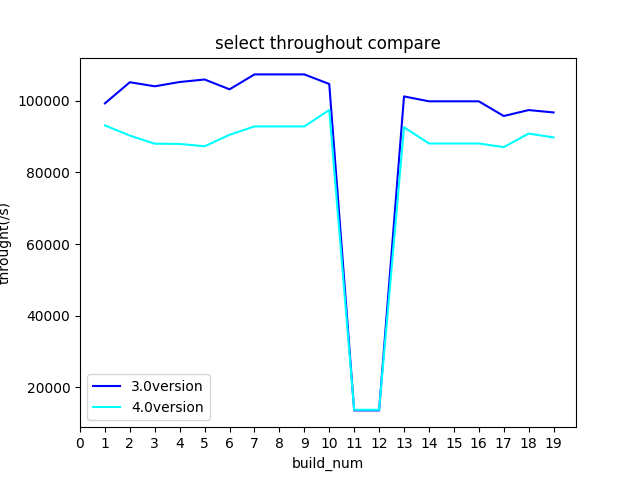 select throughout compare
throught(/s)
100000
80000
60000
40000
20000
3.0version
4.0version
0 1 2 3 4 5 6 7 8 9 10 11 12 13 14 15 16 17 18 19
build_num